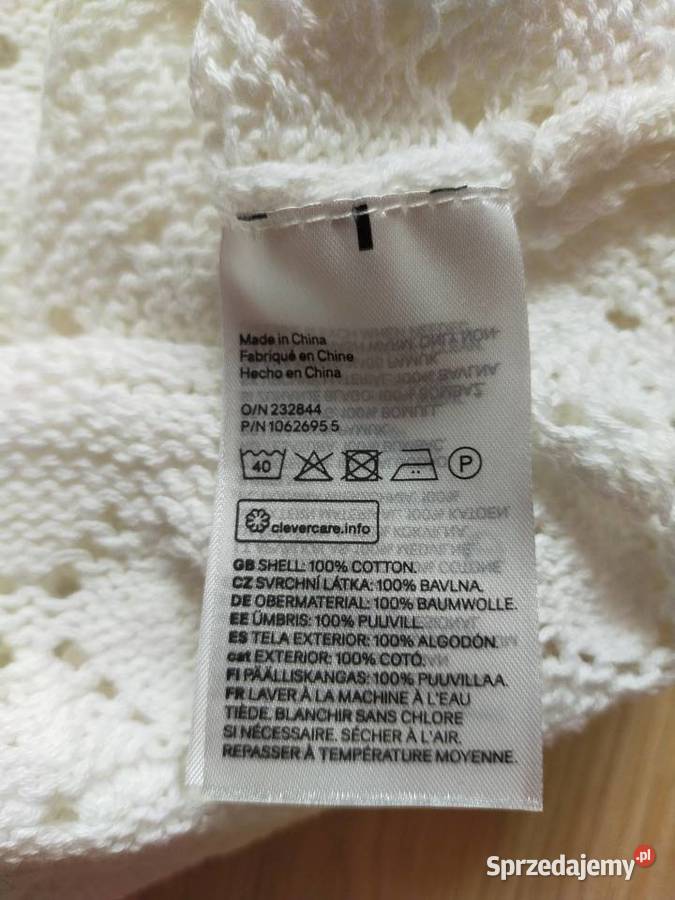 Made in China
Fabriqué en Chine
Hecho en China
O/N 232844
P/N 1062695 5
40
P
clevercare.info
GB SHELL: 100% COTTON.
CZ SVRCHNÍ LÁTKA: 100% BAVLNA.
DE OBERMATERIAL: 100% BAUMWOLLE.
EE ÜMBRIS: 100% PUUVILL.
ES TELA EXTERIOR: 100% ALGODÓN.
cat EXTERIOR: 100% COTÓ.
FI PÄÄLLISKANGAS: 100% PUUVILLAA.
FR LAVER À LA MACHINE À L'EAU
TIÈDE. BLANCHIR SANS CHLORE
SI NÉCESSAIRE. SÉCHER À L'AIR.
REPASSER À TEMPÉRATURE MOYENNE.
Sprzedajemy.pl